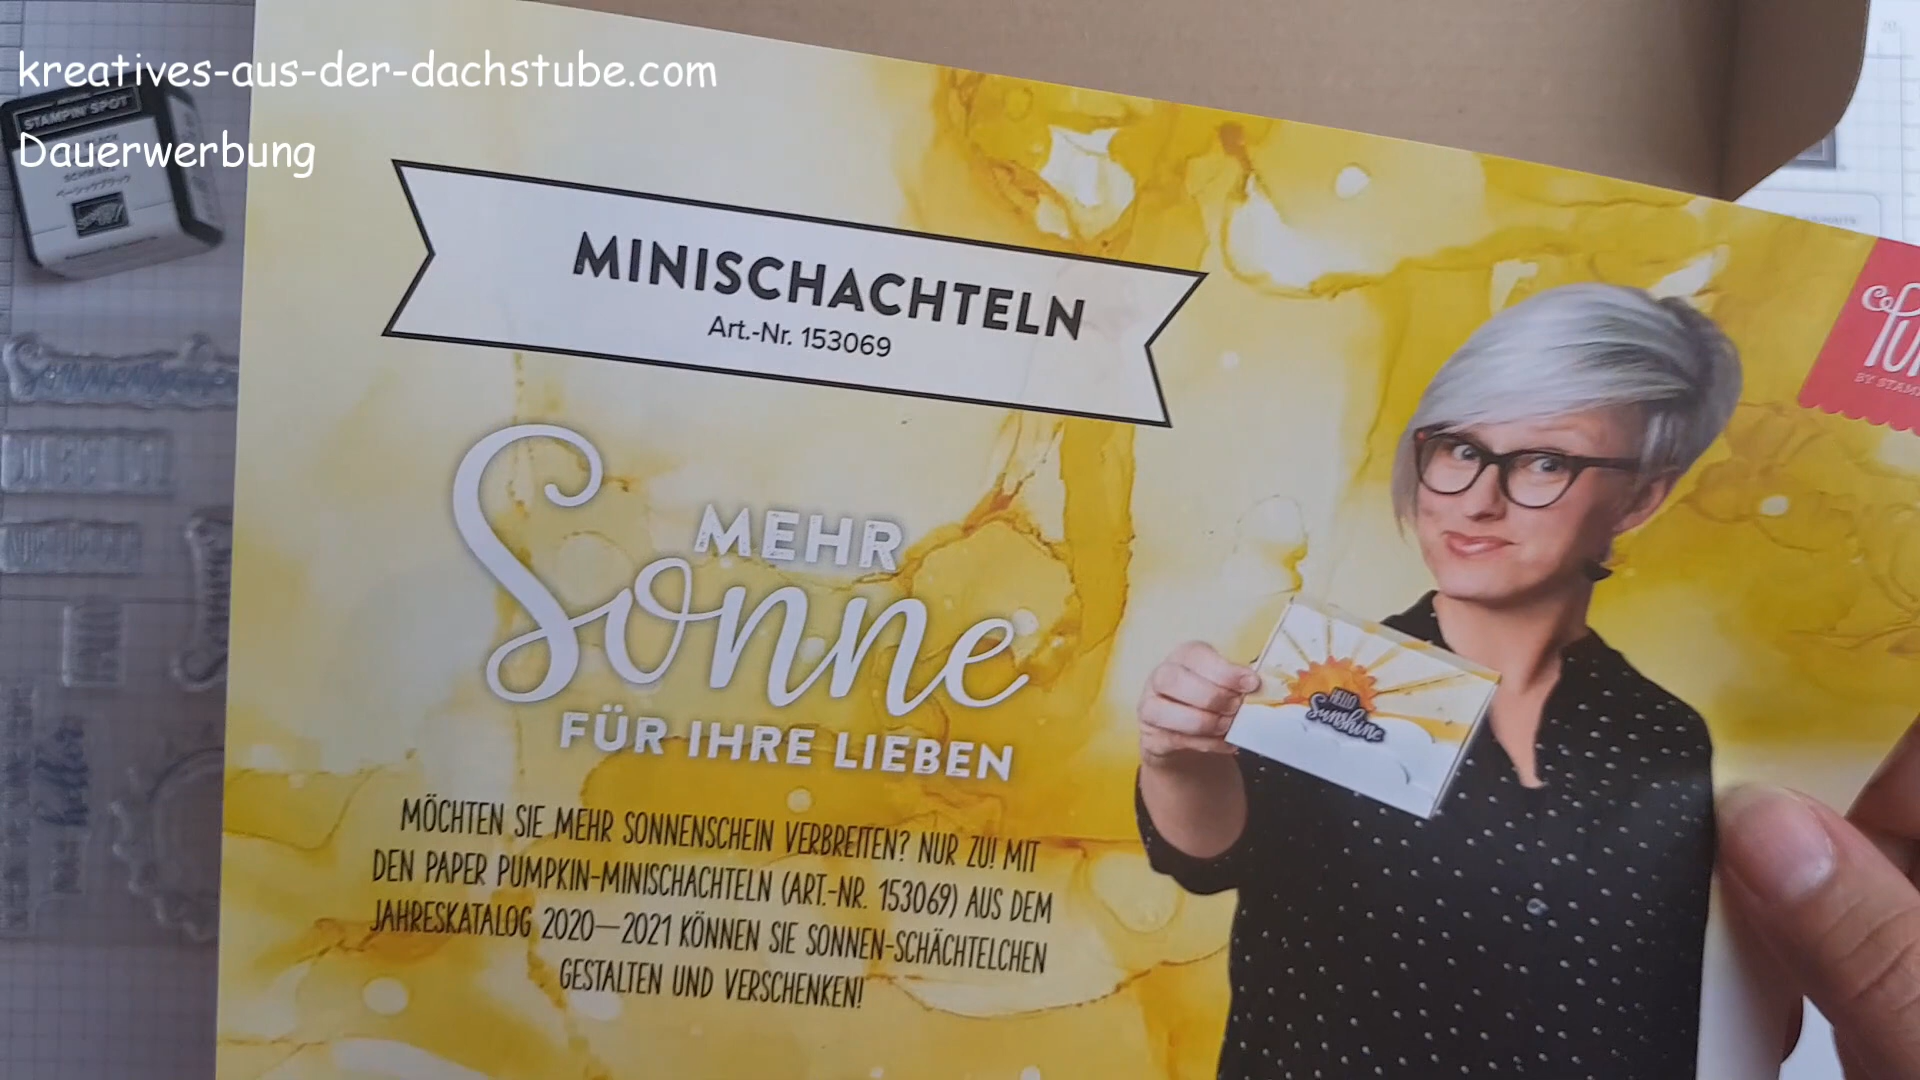 kreatives-aus-der-dachstube.com
Dauerwerbung
STAMPIN' SPOT
MINISCHACHTELN
Art.-Nr. 153069
MEHR
Sonne
FÜR IHRE LIEBEN
HELLO
Sunshine
MÖCHTEN SIE MEHR SONNENSCHEIN VERBREITEN? NUR ZU! MIT
DEN PAPER PUMPKIN-MINISCHACHTELN (ART.-NR. 153069) AUS DEM
JAHRESKATALOG 2020—2021 KÖNNEN SIE SONNEN-SCHÄCHTELCHEN
GESTALTEN UND VERSCHENKEN!